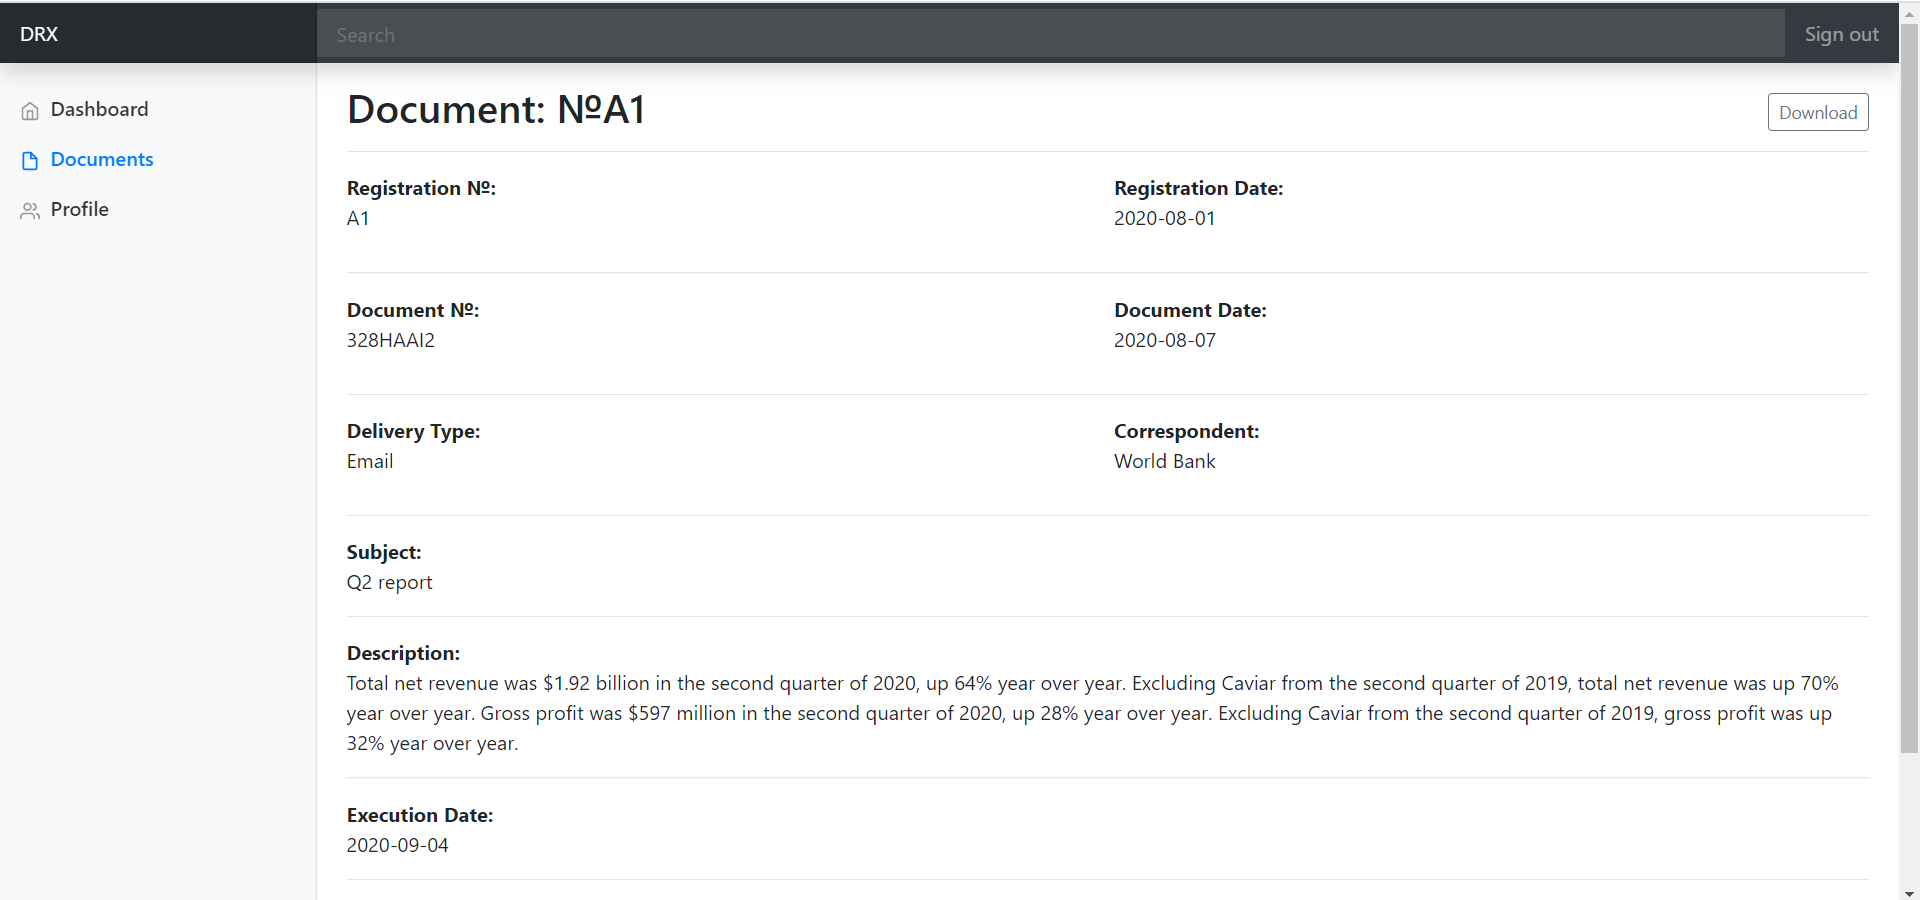 DRX
Search
Sign out
Dashboard
Documents
Profile
Document: №A1
Download
Registration №:
A1
Registration Date:
2020-08-01
Document №:
328HAAI2
Document Date:
2020-08-07
Delivery Type:
Email
Correspondent:
World Bank
Subject:
Q2 report
Description:
Total net revenue was $1.92 billion in the second quarter of 2020, up 64% year over year. Excluding Caviar from the second quarter of 2019, total net revenue was up 70%
year over year. Gross profit was $597 million in the second quarter of 2020, up 28% year over year. Excluding Caviar from the second quarter of 2019, gross profit was up
32% year over year.
Execution Date:
2020-09-04